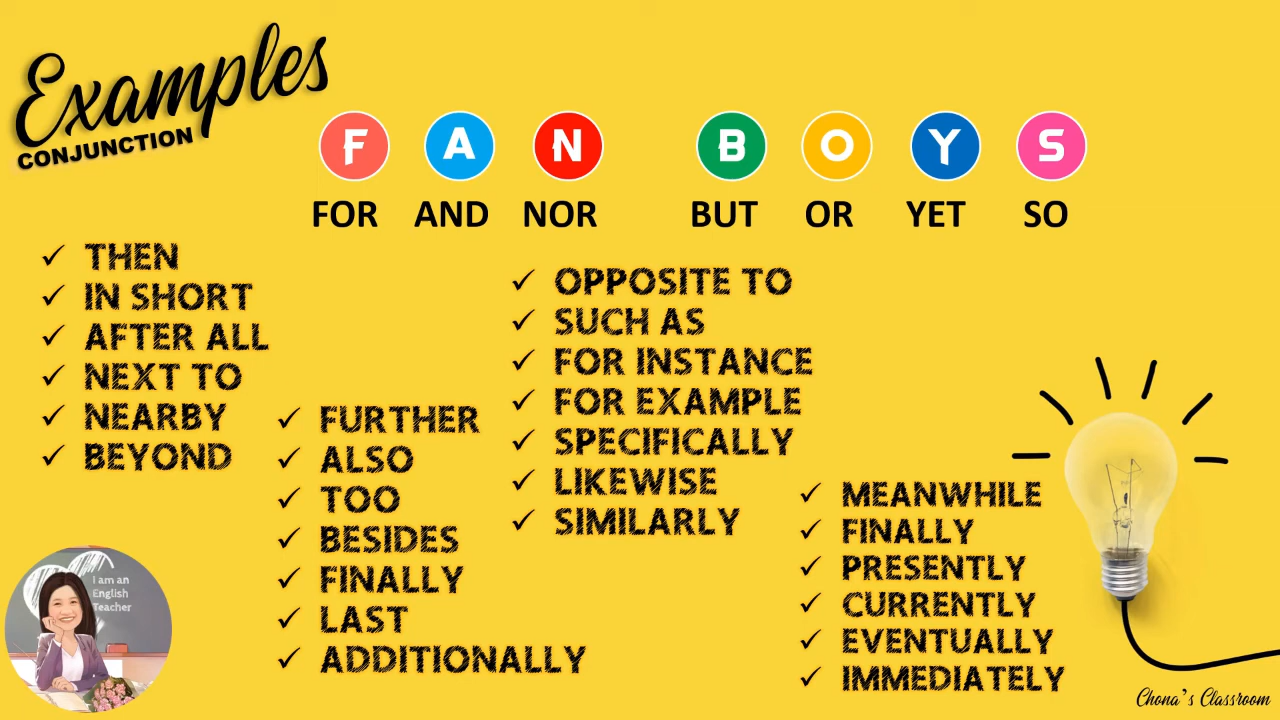 Examples
CONJUNCTION
F A N B O Y S
FOR AND NOR BUT OR YET SO
✓ THEN
✓ IN SHORT
✓ AFTER ALL
✓ NEXT TO
✓ NEARBY
✓ BEYOND
✓ FURTHER
✓ ALSO
✓ TOO
✓ BESIDES
✓ FINALLY
✓ LAST
✓ ADDITIONALLY
✓ OPPOSITE TO
✓ SUCH AS
✓ FOR INSTANCE
✓ FOR EXAMPLE
✓ SPECIFICALLY
✓ LIKEWISE
✓ SIMILARLY
✓ MEANWHILE
✓ FINALLY
✓ PRESENTLY
✓ CURRENTLY
✓ EVENTUALLY
✓ IMMEDIATELY
I am an
English
Teacher
Chona's Classroom